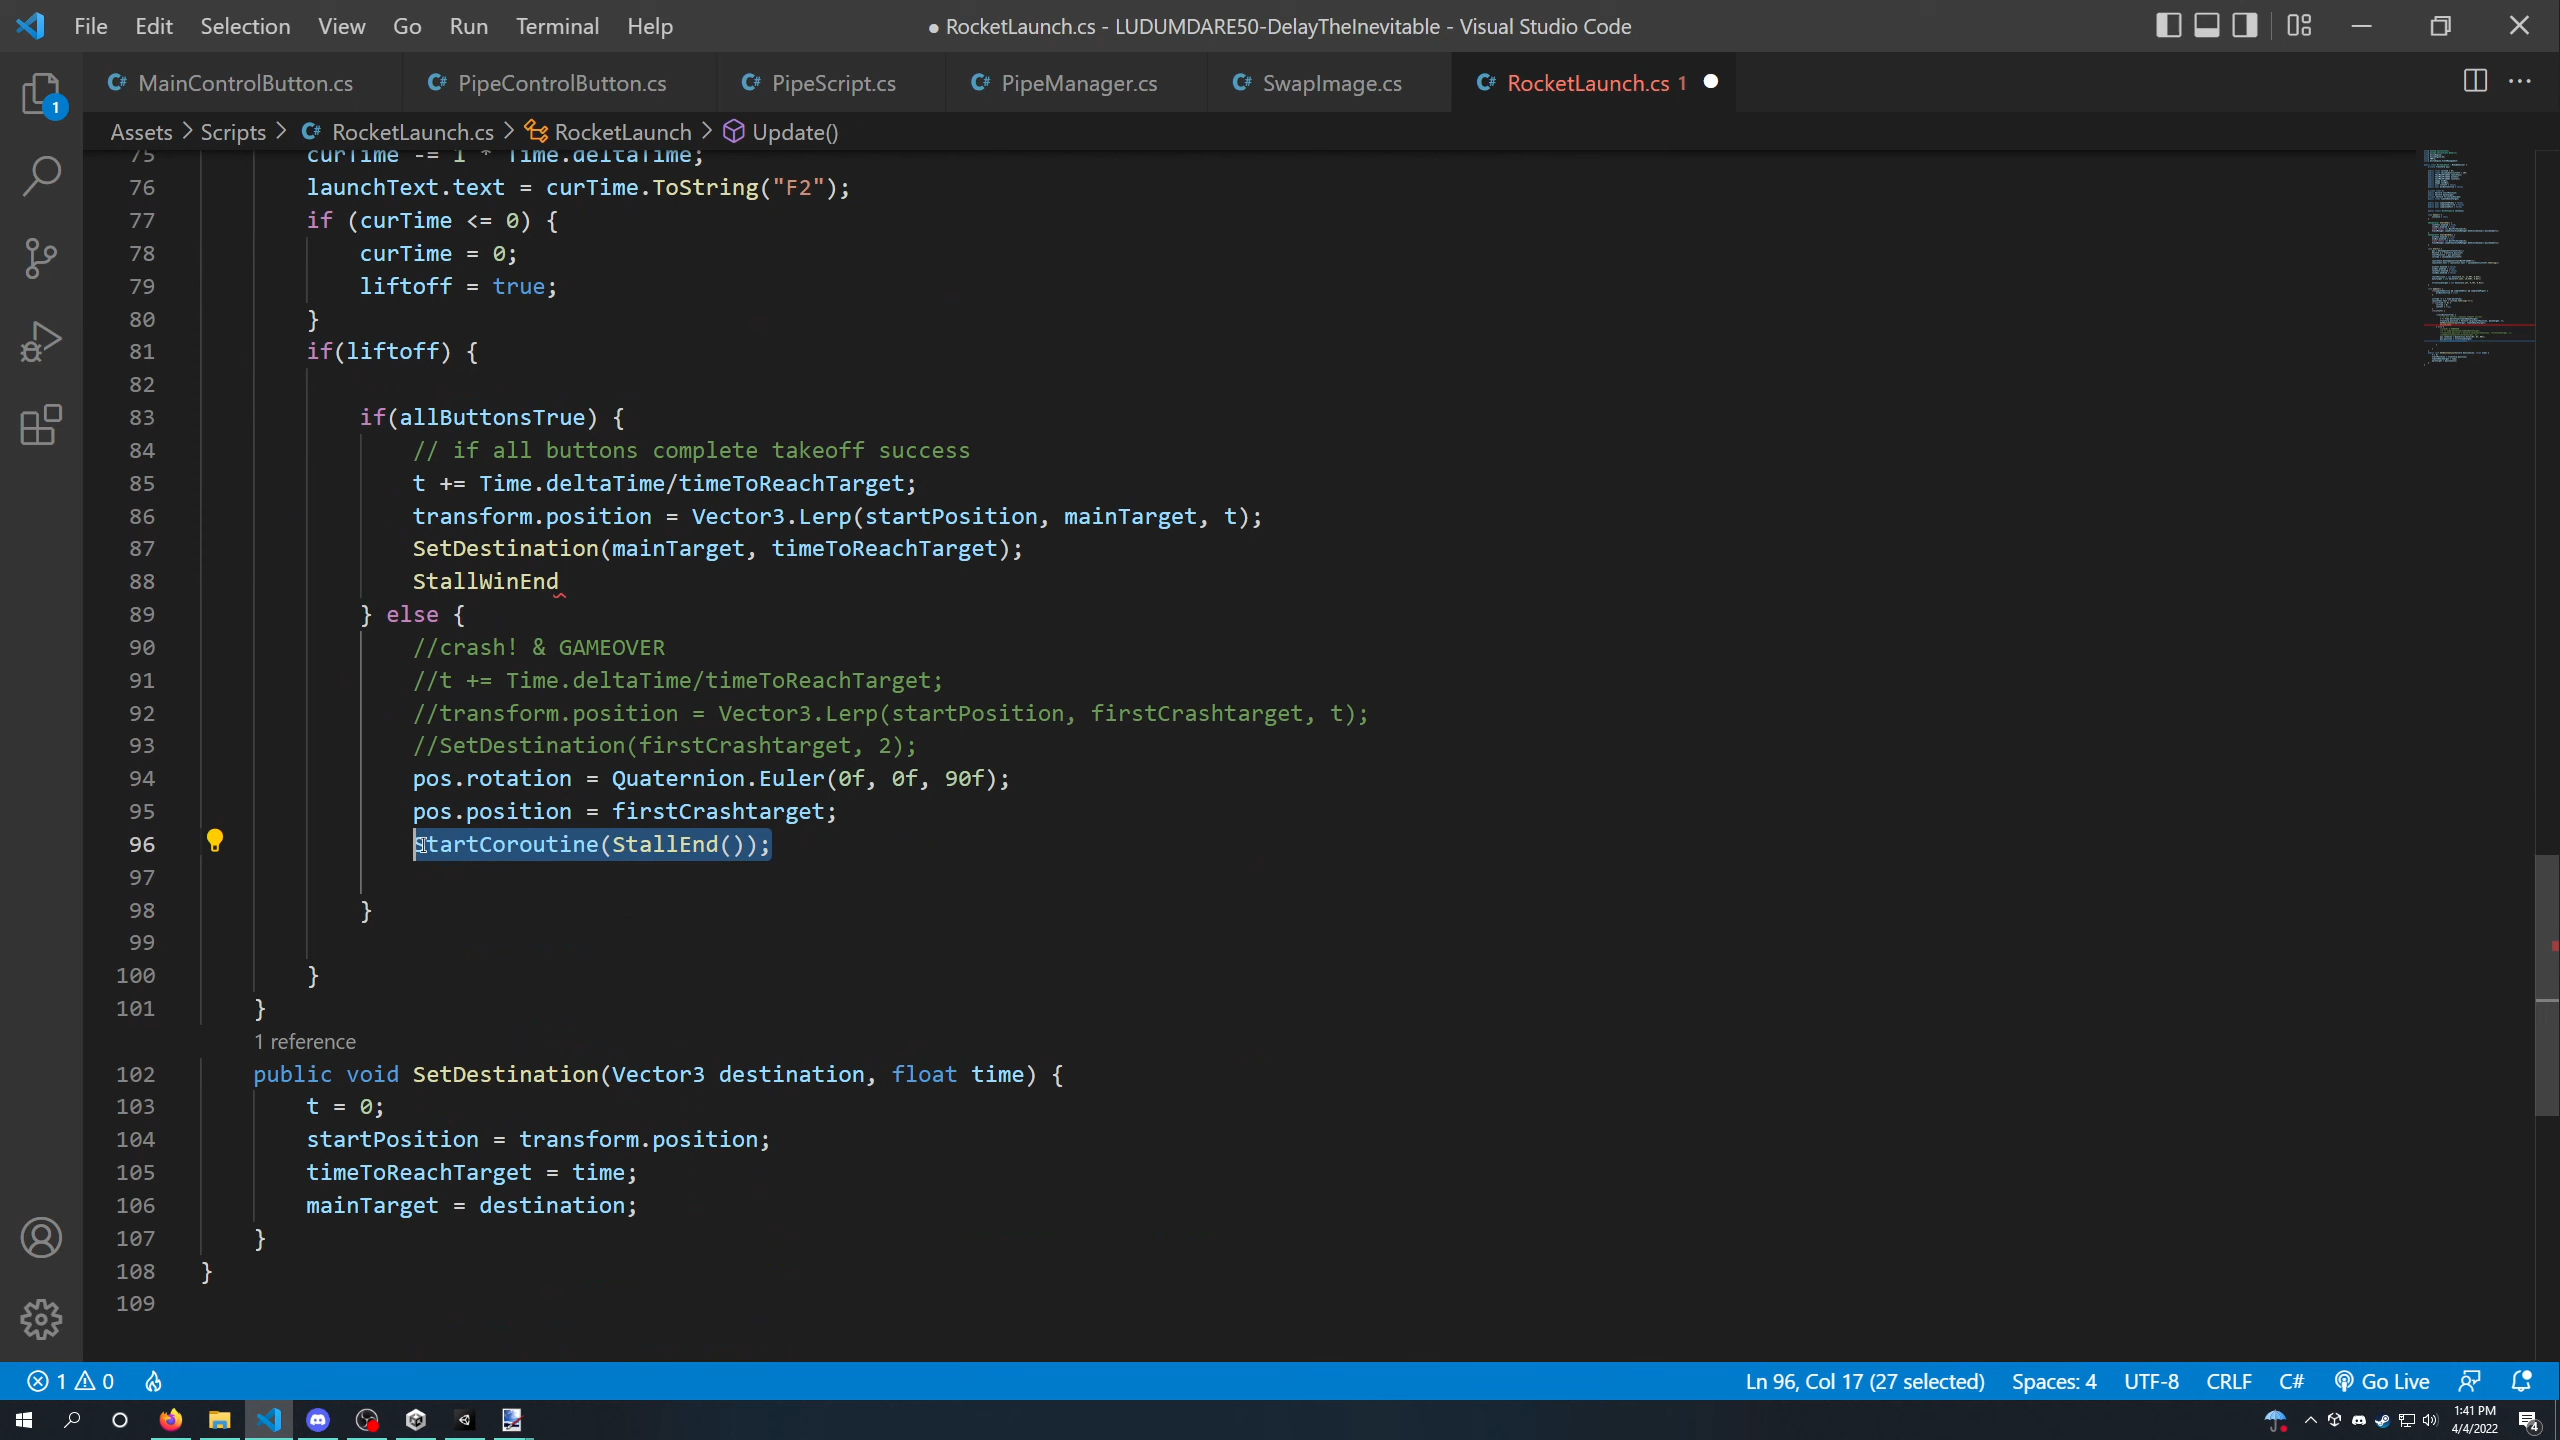 File Edit Selection View Go Run Terminal Help ● RocketLaunch.cs - LUDUMDARE50-DelayTheInevitable - Visual Studio Code
C# MainControlButton.cs C# PipeControlButton.cs C# PipeScript.cs C# PipeManager.cs C# SwapImage.cs C# RocketLaunch.cs 1
1
Assets > Scripts > C# RocketLaunch.cs > RocketLaunch > Update()
75 curTime -= 1 * Time.deltaTime;
76 launchText.text = curTime.ToString("F2");
77 if (curTime <= 0) {
78 curTime = 0;
79 liftoff = true;
80 }
81 if(liftoff) {
82
83 if(allButtonsTrue) {
84 // if all buttons complete takeoff success
85 t += Time.deltaTime/timeToReachTarget;
86 transform.position = Vector3.Lerp(startPosition, mainTarget, t);
87 SetDestination(mainTarget, timeToReachTarget);
88 StallWinEnd
89 } else {
90 //crash! & GAMEOVER
91 //t += Time.deltaTime/timeToReachTarget;
92 //transform.position = Vector3.Lerp(startPosition, firstCrashtarget, t);
93 //SetDestination(firstCrashtarget, 2);
94 pos.rotation = Quaternion.Euler(0f, 0f, 90f);
95 pos.position = firstCrashtarget;
96 StartCoroutine(StallEnd());
97
98 }
99
100 }
101 }
1 reference
102 public void SetDestination(Vector3 destination, float time) {
103 t = 0;
104 startPosition = transform.position;
105 timeToReachTarget = time;
106 mainTarget = destination;
107 }
108 }
109
1 0 Ln 96, Col 17 (27 selected) Spaces: 4 UTF-8 CRLF C# Go Live
1:41 PM
4/4/2022
4